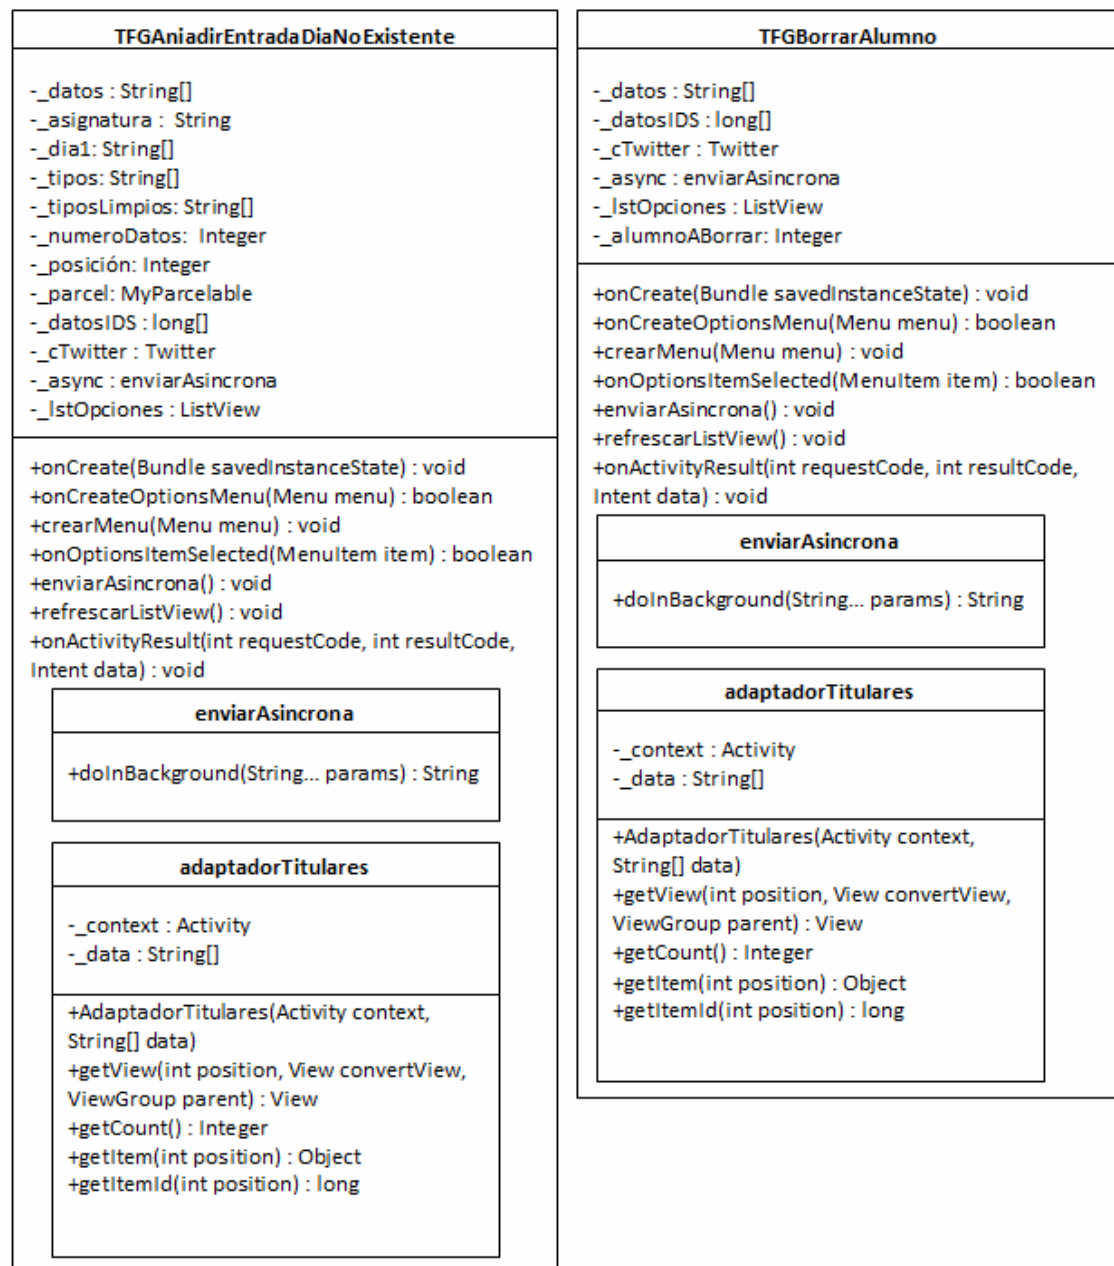 TFGAniadirEntradaDiaNoExistente
-_datos : String[]
-_asignatura : String
-_dia1: String[]
-_tipos: String[]
-_tiposLimpios: String[]
-_numeroDatos: Integer
-_posición: Integer
-_parcel: MyParcelable
-_datosIDS : long[]
-_cTwitter : Twitter
-_async : enviarAsincrona
-_lstOpciones : ListView
+onCreate(Bundle savedInstanceState) : void
+onCreateOptionsMenu(Menu menu) : boolean
+crearMenu(Menu menu) : void
+onOptionsItemSelected(MenuItem item) : boolean
+enviarAsincrona() : void
+refrescarListView() : void
+onActivityResult(int requestCode, int resultCode,
Intent data) : void
enviarAsincrona
+doInBackground(String... params) : String
adaptadorTitulares
-_context : Activity
-_data : String[]
+AdaptadorTitulares(Activity context,
String[] data)
+getView(int position, View convertView,
ViewGroup parent) : View
+getCount() : Integer
+getItem(int position) : Object
+getItemId(int position) : long
TFGBorrarAlumno
-_datos : String[]
-_datosIDS : long[]
-_cTwitter : Twitter
-_async : enviarAsincrona
-_lstOpciones : ListView
-_alumnoABorrar: Integer
+onCreate(Bundle savedInstanceState) : void
+onCreateOptionsMenu(Menu menu) : boolean
+crearMenu(Menu menu) : void
+onOptionsItemSelected(MenuItem item) : boolean
+enviarAsincrona() : void
+refrescarListView() : void
+onActivityResult(int requestCode, int resultCode,
Intent data) : void
enviarAsincrona
+doInBackground(String... params) : String
adaptadorTitulares
-_context : Activity
-_data : String[]
+AdaptadorTitulares(Activity context,
String[] data)
+getView(int position, View convertView,
ViewGroup parent) : View
+getCount() : Integer
+getItem(int position) : Object
+getItemId(int position) : long